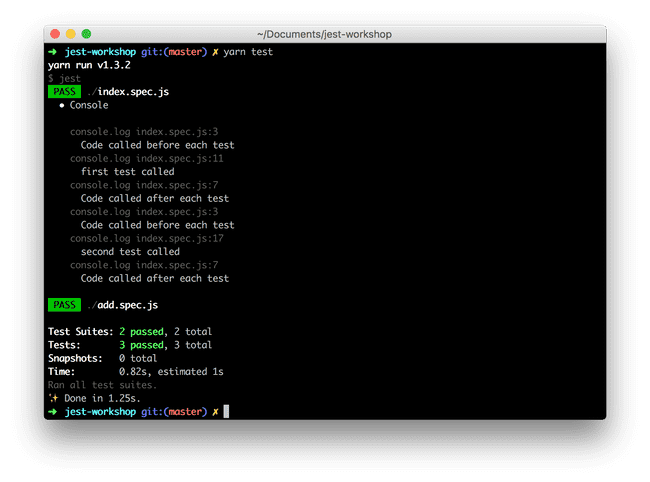 ~/Documents/jest-workshop
➜ jest-workshop git:(master) ✗ yarn test
yarn run v1.3.2
$ jest
PASS ./index.spec.js
● Console
console.log index.spec.js:3
Code called before each test
console.log index.spec.js:11
first test called
console.log index.spec.js:7
Code called after each test
console.log index.spec.js:3
Code called before each test
console.log index.spec.js:17
second test called
console.log index.spec.js:7
Code called after each test
PASS ./add.spec.js
Test Suites: 2 passed, 2 total
Tests: 3 passed, 3 total
Snapshots: 0 total
Time: 0.82s, estimated 1s
Ran all test suites.
✨ Done in 1.25s.
➜ jest-workshop git:(master) ✗